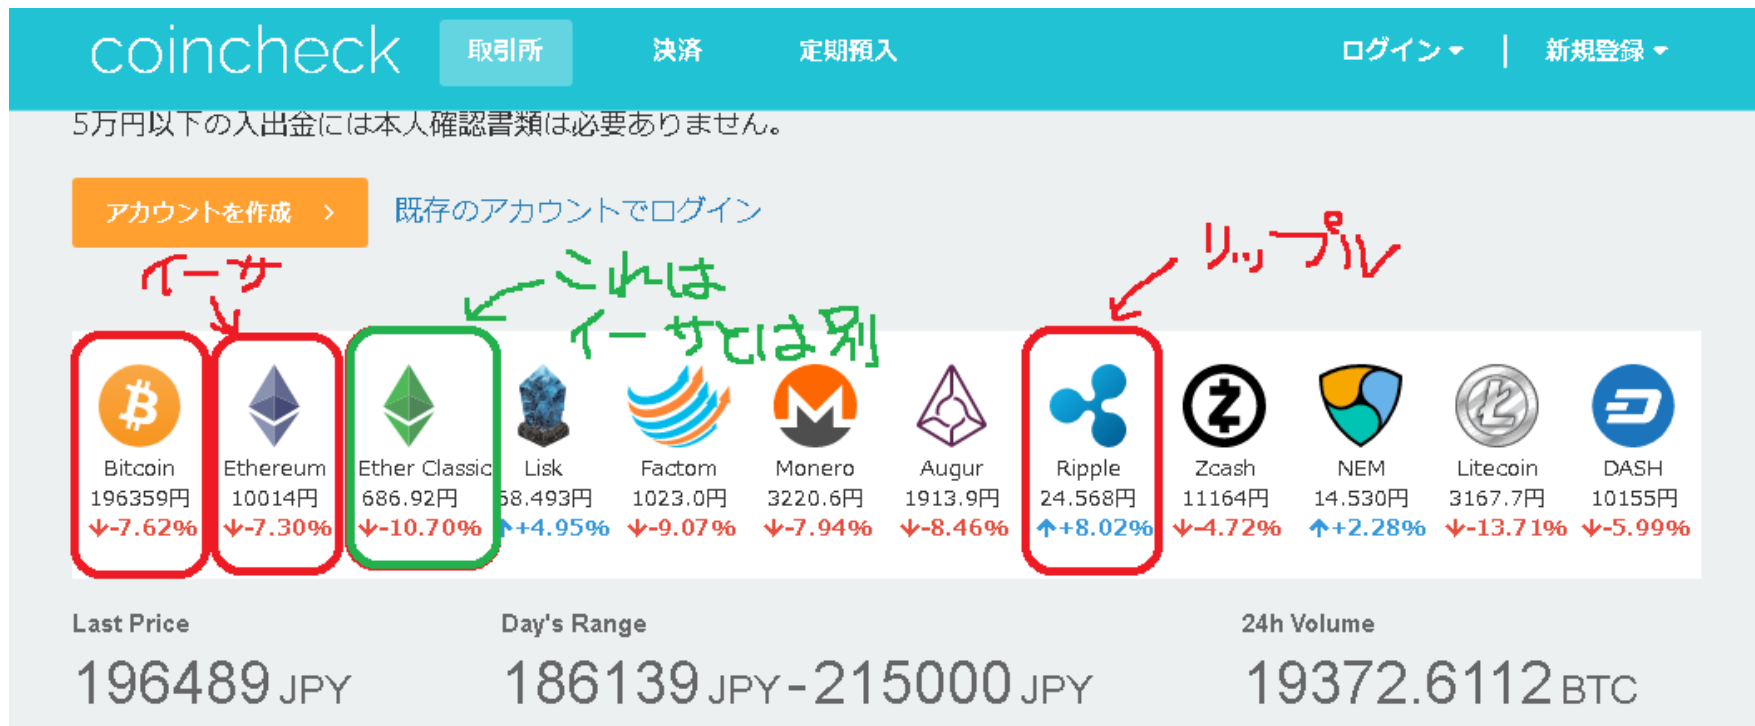 coincheck 取引所 決済 定期預入 ログイン 新規登録
5万円以下の入出金には本人確認書類は必要ありません。
アカウントを作成 既存のアカウントでログイン
イーサ
これは
イーサとは別
リップル
Bitcoin Ethereum Ether Classic Lisk Factom Monero Augur Ripple Zcash NEM Litecoin DASH
196359円 10014円 686.92円 68.493円 1023.0円 3220.6円 1913.9円 24.568円 11164円 14.530円 3167.7円 10155円
↓-7.62% ↓-7.30% ↓-10.70% ↑+4.95% ↓-9.07% ↓-7.94% ↓-8.46% ↑+8.02% ↓-4.72% ↑+2.28% ↓-13.71% ↓-5.99%
Last Price Day's Range 24h Volume
196489 JPY 186139 JPY-215000 JPY 19372.6112 BTC